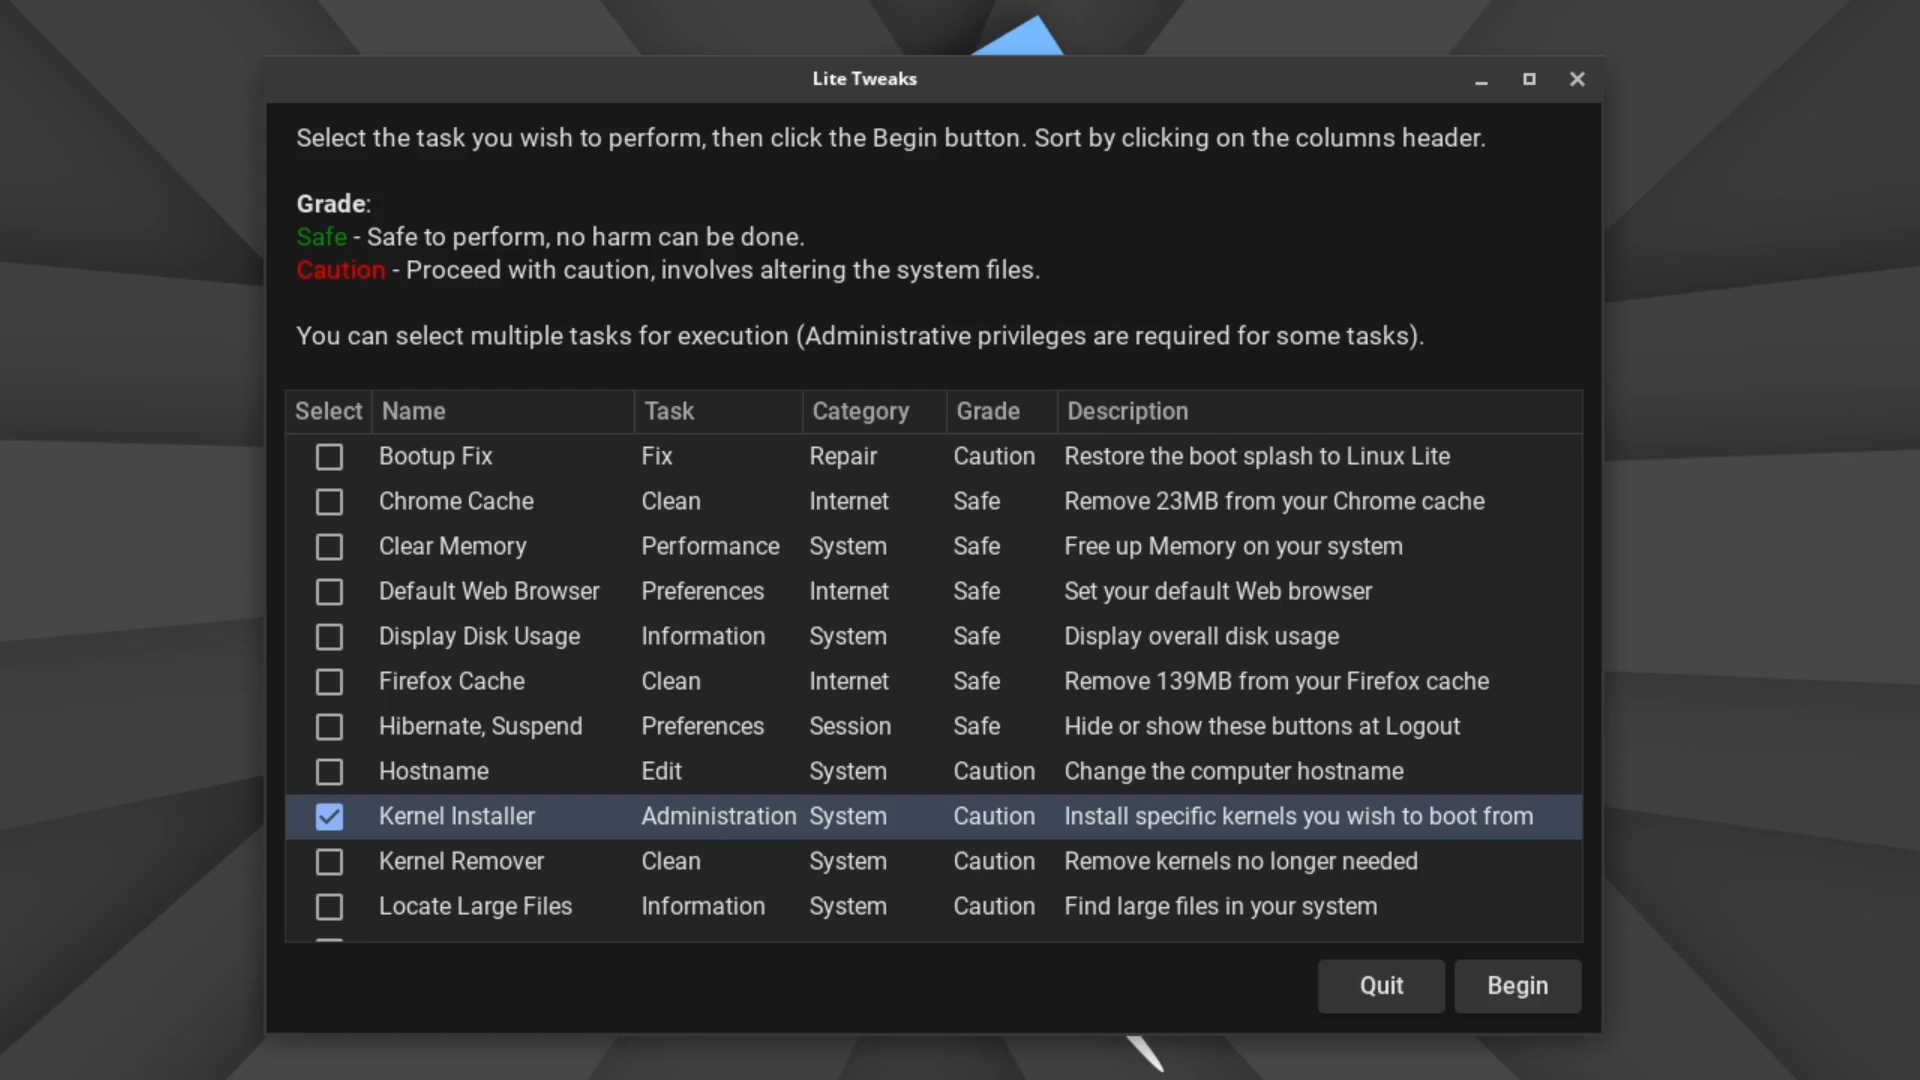 Lite Tweaks
Select the task you wish to perform, then click the Begin button. Sort by clicking on the columns header.
Grade:
Safe - Safe to perform, no harm can be done.
Caution - Proceed with caution, involves altering the system files.
You can select multiple tasks for execution (Administrative privileges are required for some tasks).
Select Name Task Category Grade Description
Bootup Fix Fix Repair Caution Restore the boot splash to Linux Lite
Chrome Cache Clean Internet Safe Remove 23MB from your Chrome cache
Clear Memory Performance System Safe Free up Memory on your system
Default Web Browser Preferences Internet Safe Set your default Web browser
Display Disk Usage Information System Safe Display overall disk usage
Firefox Cache Clean Internet Safe Remove 139MB from your Firefox cache
Hibernate, Suspend Preferences Session Safe Hide or show these buttons at Logout
Hostname Edit System Caution Change the computer hostname
Kernel Installer Administration System Caution Install specific kernels you wish to boot from
Kernel Remover Clean System Caution Remove kernels no longer needed
Locate Large Files Information System Caution Find large files in your system
Quit Begin